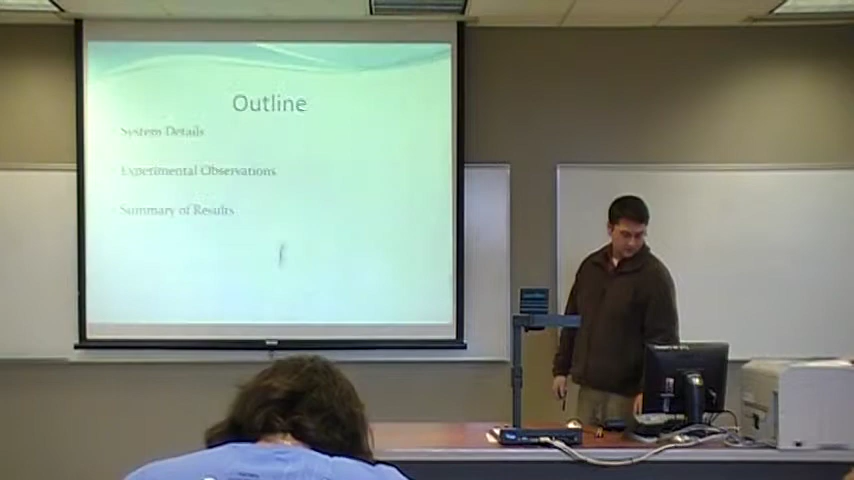 Outline
System Details
Experimental Observations
Summary of Results